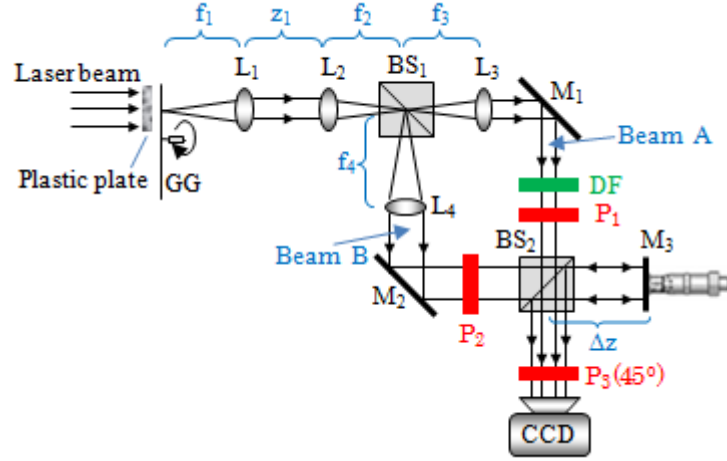 f₁ z₁ f₂ f₃
BS₁
Laser beam L₁ L₂ L₃
M₁
Beam A
f₄
Plastic plate GG
DF
L₄
P₁
Beam B
BS₂ M₃
M₂
P₂ Δz
P₃(45º)
CCD